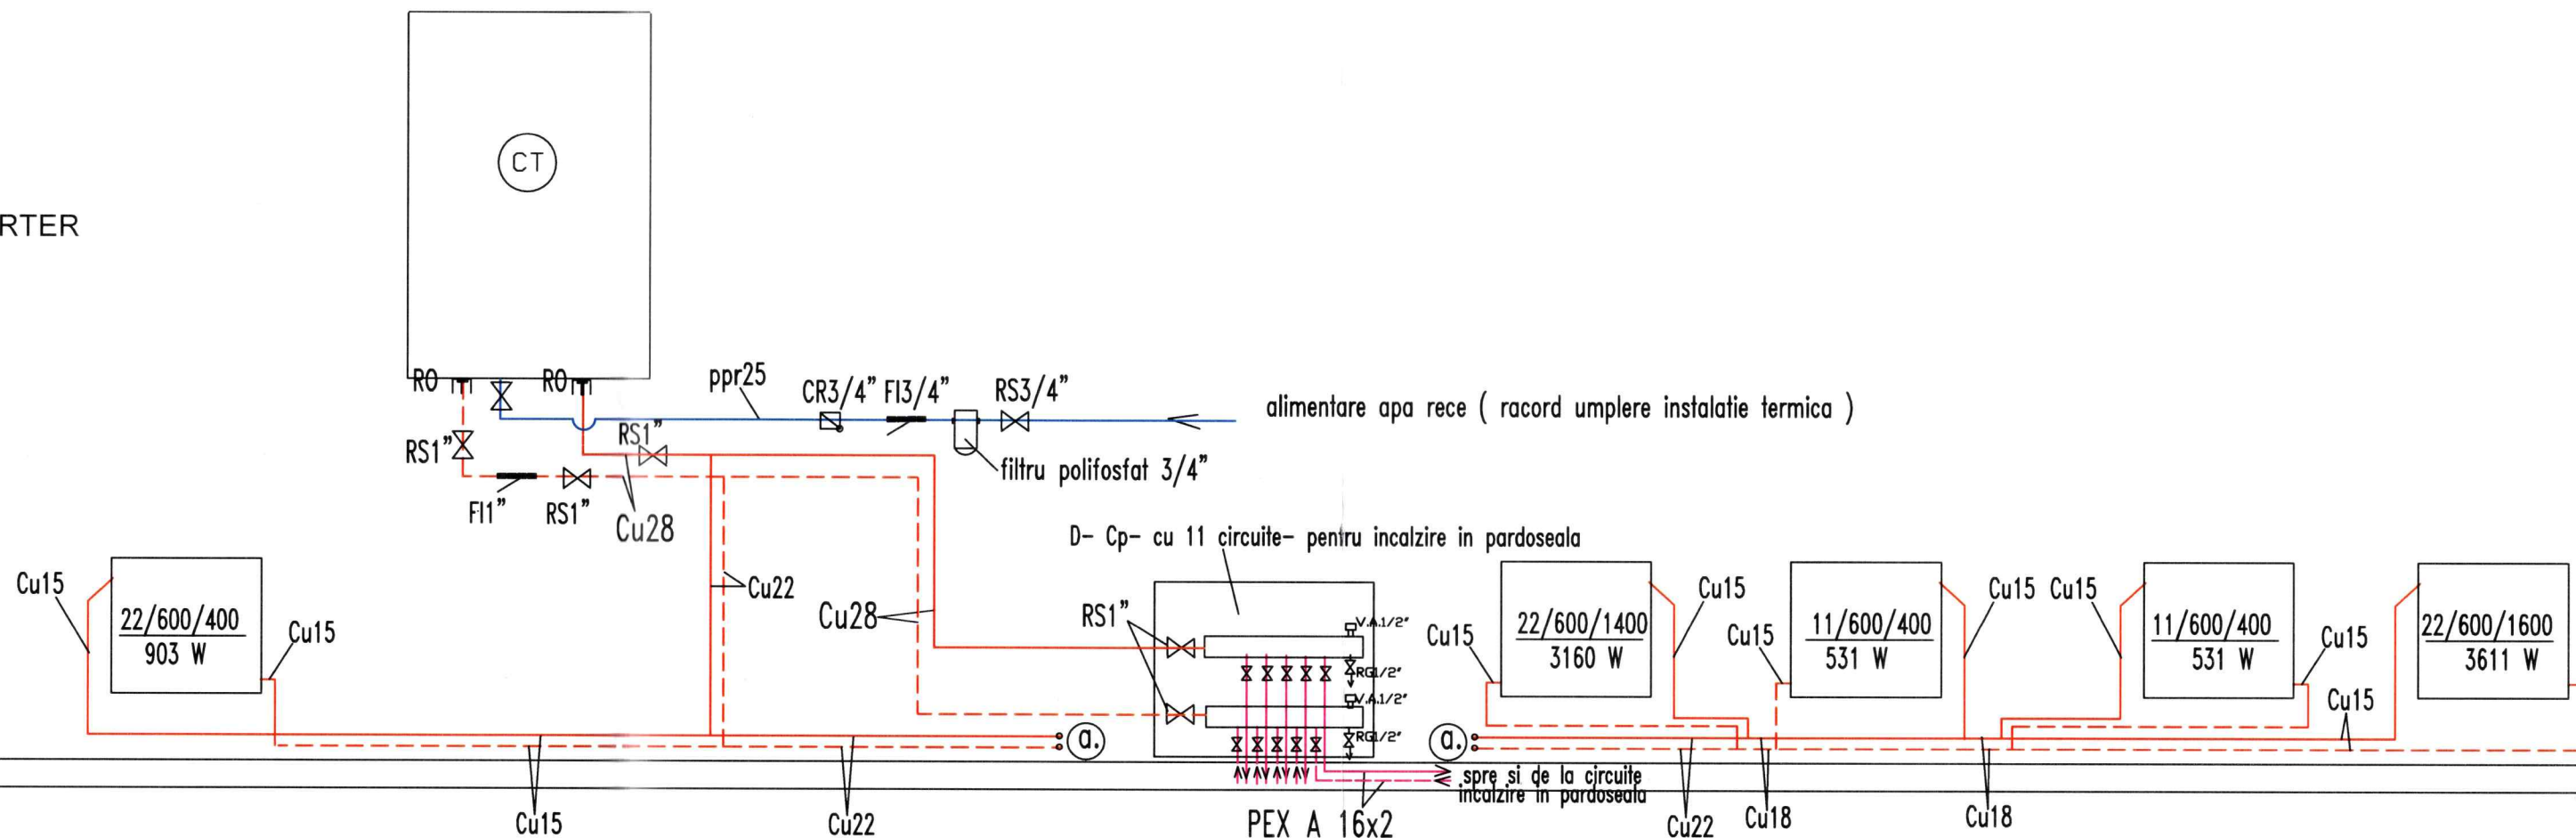 CT
RTER
RO
RO
ppr25
CR3/4"
FI3/4"
RS3/4"
alimentare apa rece ( racord umplere instalatie termica )
RS1"
RS1"
filtru polifosfat 3/4"
FI1"
RS1"
Cu28
D- Cp- cu 11 circuite- pentru incalzire in pardoseala
Cu15
22/600/400
903 W
Cu15
Cu22
Cu28
RS1"
V.A.1/2"
RG1/2"
V.A.1/2"
RG1/2"
Cu15
22/600/1400
3160 W
Cu15
Cu15
11/600/400
531 W
Cu15
Cu15
11/600/400
531 W
Cu15
22/600/1600
3611 W
Cu15
a.
a.
spre si de la circuite
incalzire in pardoseala
Cu15
Cu22
PEX A 16x2
Cu22
Cu18
Cu18